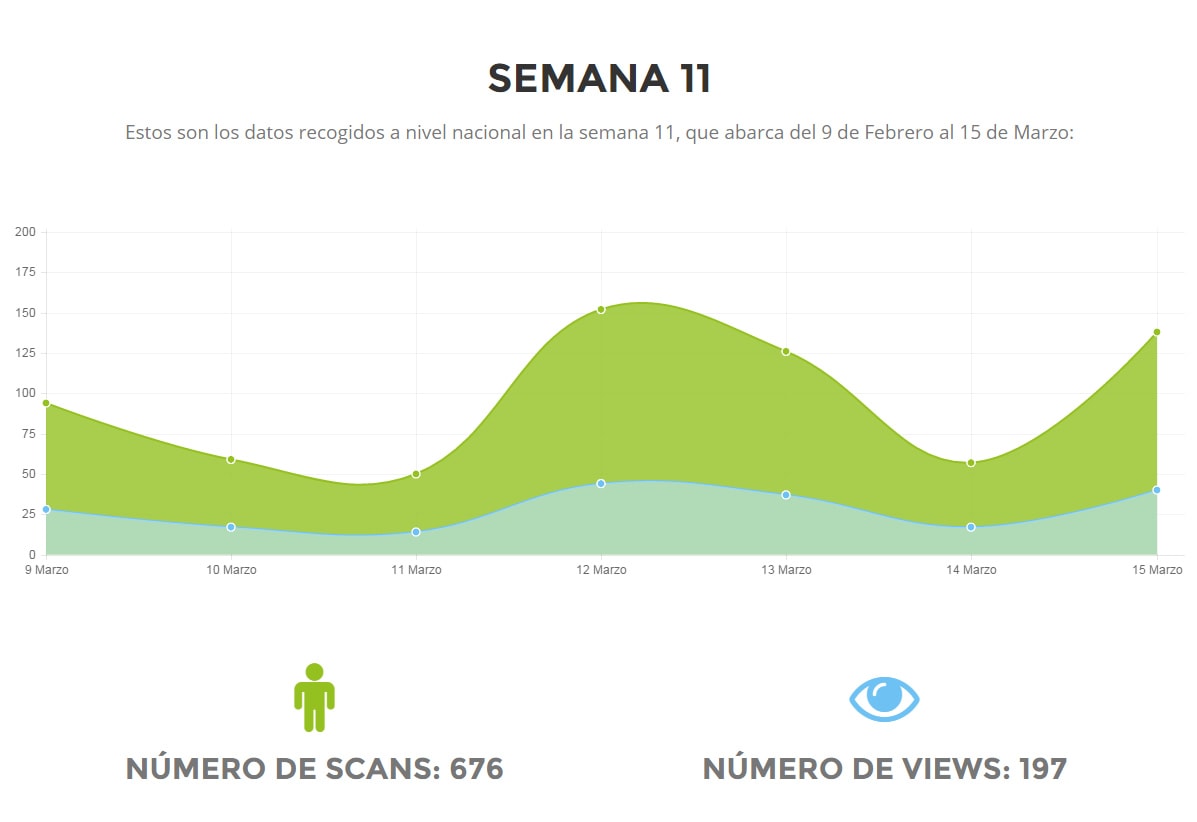 SEMANA 11
Estos son los datos recogidos a nivel nacional en la semana 11, que abarca del 9 de Febrero al 15 de Marzo:
200
175
150
125
100
75
50
25
0
9 Marzo 10 Marzo 11 Marzo 12 Marzo 13 Marzo 14 Marzo 15 Marzo
NÚMERO DE SCANS: 676
NÚMERO DE VIEWS: 197